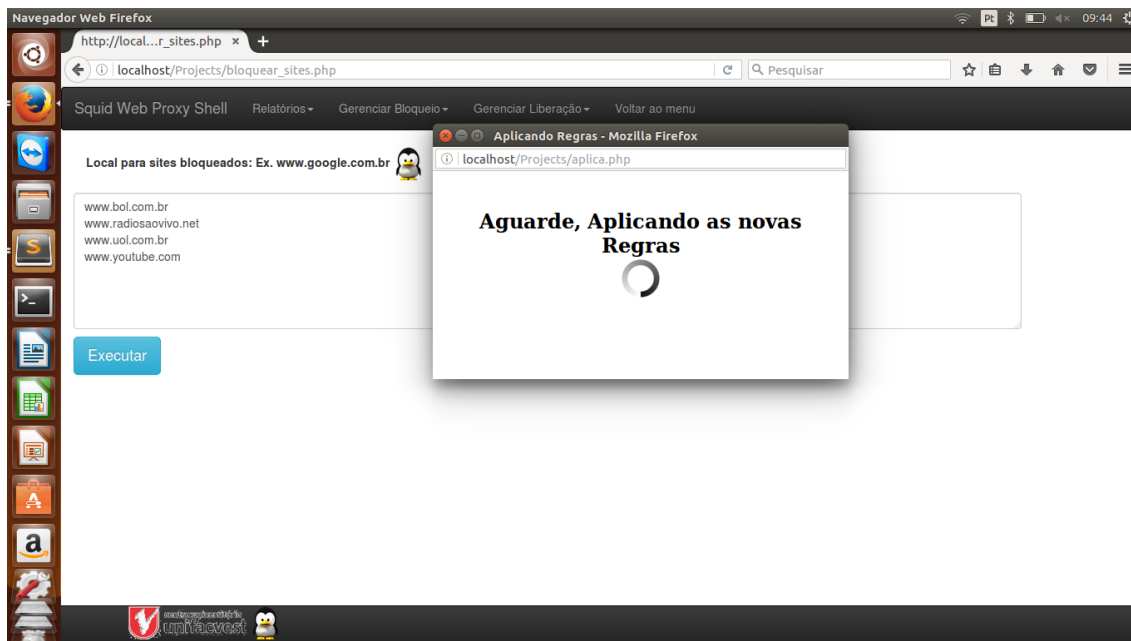 Navegador Web Firefox
Pt
09:44
http://local...r_sites.php × +
localhost/Projects/bloquear_sites.php
Pesquisar
Squid Web Proxy Shell Relatórios Gerenciar Bloqueio Gerenciar Liberação Voltar ao menu
Aplicando Regras - Mozilla Firefox
localhost/Projects/aplica.php
Local para sites bloqueados: Ex. www.google.com.br
www.bol.com.br
www.radiosaovivo.net
www.uol.com.br
www.youtube.com
Aguarde, Aplicando as novas
Regras
Executar
centro universitário
unifacvest